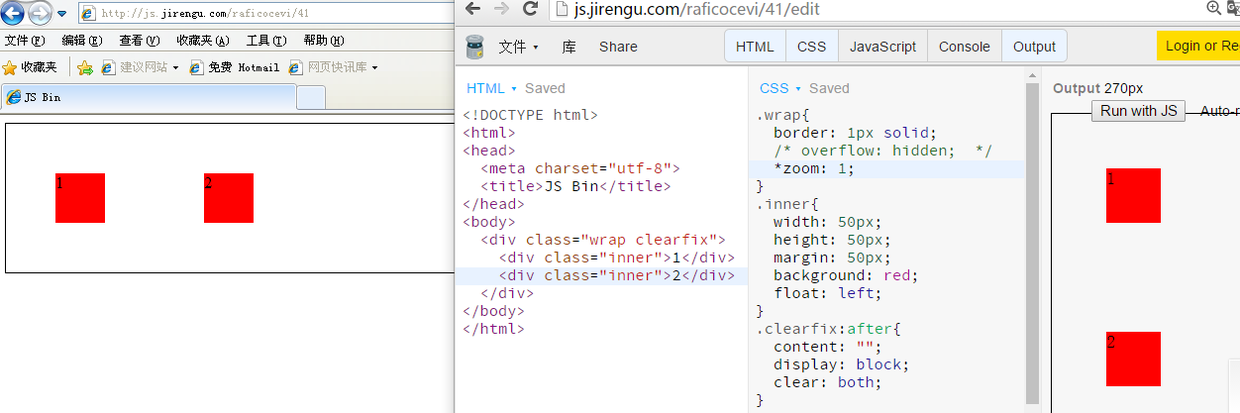 http://js.jirengu.com/raficocevi/41
文件(F) 编辑(E) 查看(V) 收藏夹(A) 工具(T) 帮助(H)
收藏夹 建议网站 免费 Hotmail 网页快讯库
JS Bin
1 2
js.jirengu.com/raficocevi/41/edit
文件 库 Share HTML CSS JavaScript Console Output Login or Re
HTML Saved
<!DOCTYPE html>
<html>
<head>
<meta charset="utf-8">
<title>JS Bin</title>
</head>
<body>
<div class="wrap clearfix">
<div class="inner">1</div>
<div class="inner">2</div>
</div>
</body>
</html>
CSS Saved
.wrap{
border: 1px solid;
/* overflow: hidden;  */
*zoom: 1;
}
.inner{
width: 50px;
height: 50px;
margin: 50px;
background: red;
float: left;
}
.clearfix:after{
content: "";
display: block;
clear: both;
}
Output 270px
Run with JS Auto-r
1
2